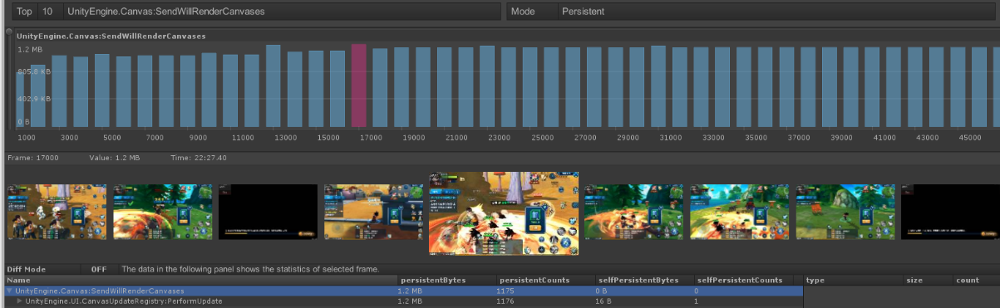 Top 10 UnityEngine.Canvas:SendWillRenderCanvases Mode Persistent
UnityEngine.Canvas:SendWillRenderCanvases
1.2 MB
805.8 KB
402.9 KB
0 B
1000 3000 5000 7000 9000 11000 13000 15000 17000 19000 21000 23000 25000 27000 29000 31000 33000 35000 37000 39000 41000 43000 45000
Frame: 17000 Value: 1.2 MB Time: 22:27.40
Diff Mode OFF The data in the following panel shows the statistics of selected frame.
Name persistentBytes persistentCounts selfPersistentBytes selfPersistentCounts type size count
UnityEngine.Canvas:SendWillRenderCanvases 1.2 MB 1175 0 B 0
UnityEngine.UI.CanvasUpdateRegistry:PerformUpdate 1.2 MB 1176 16 B 1